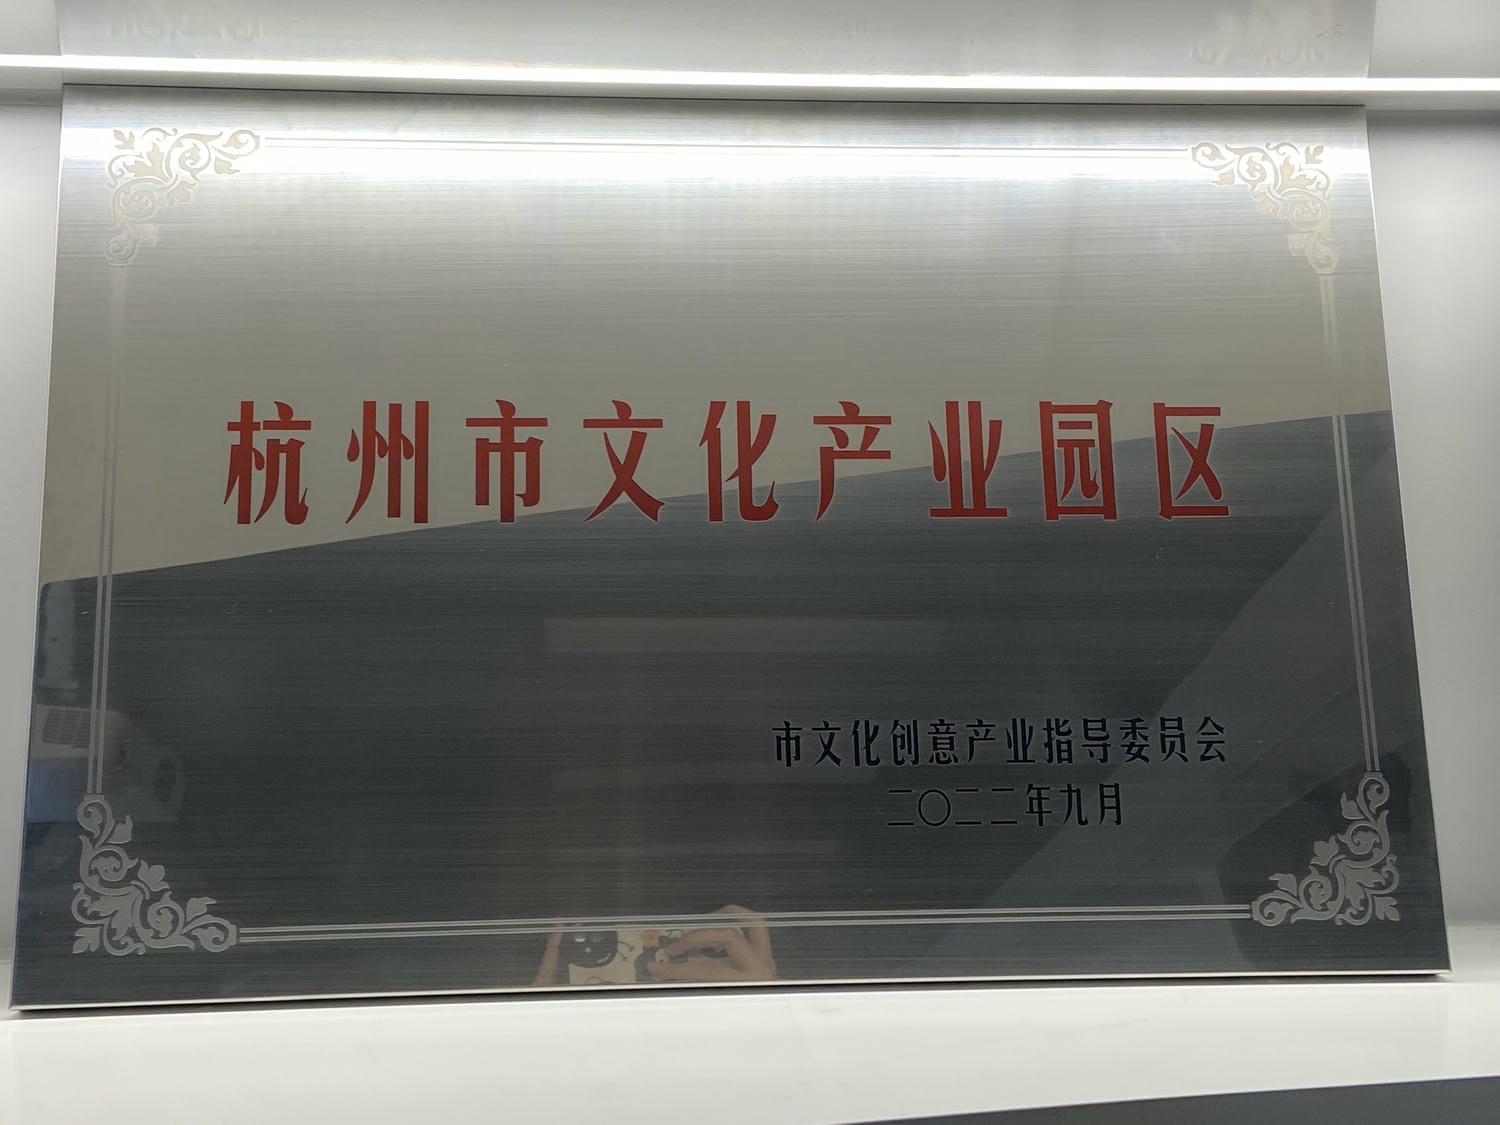 杭州市文化产业园区
市文化创意产业指导委员会
二〇二二年九月